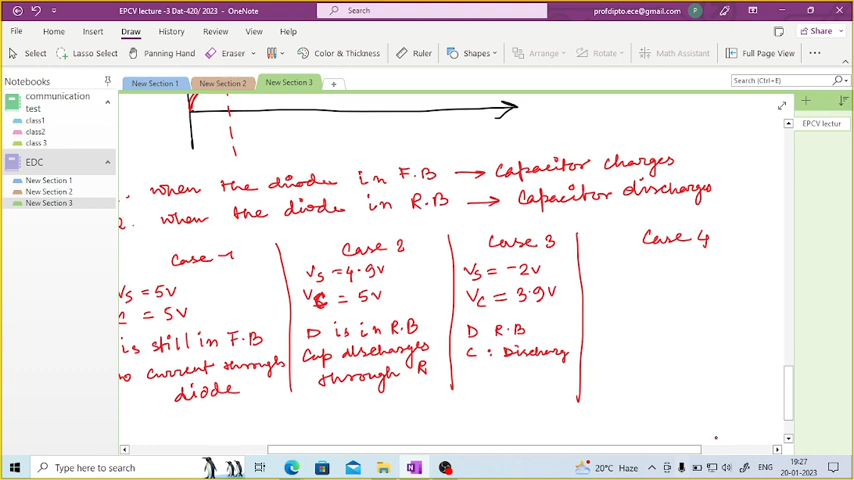 EPCV lecture -3 Dat-420/ 2023 - OneNote
Search
profdipto.ece@gmail.com
P
File
Home
Insert
Draw
History
Review
View
Help
Share
Select
Lasso Select
Panning Hand
Eraser
Color & Thickness
Ruler
Shapes
Arrange
Rotate
Math Assistant
Full Page View
Notebooks
New Section 1
New Section 2
New Section 3
Search (Ctrl+E)
communication
test
class1
class2
class 3
EDC
New Section 1
New Section 2
New Section 3
EPCV lectur
1. when the diode in F.B → Capacitor charges
2. when the diode in R.B → Capacitor discharges
Case -1
Vs = 5V
C = 5V
is still in F.B
o current through
diode
Case 2
Vs = 4.9V
Vc = 5V
D is in R.B
Cap discharges
through R
Case 3
Vs = -2V
Vc = 3.9V
D R.B
C : Discharg
Case 4
Type here to search
20°C Haze
ENG
19:27
20-01-2023